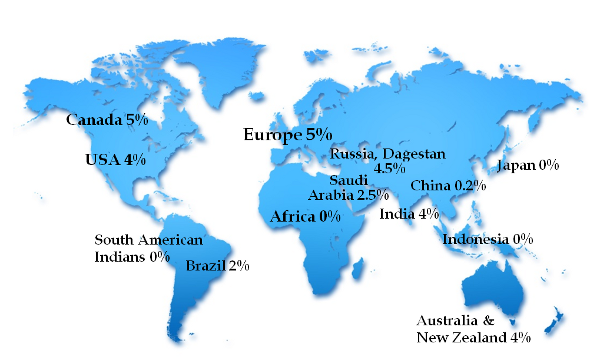 Canada 5%
Europe 5%
USA 4%
Russia, Dagestan
4.5%
Japan 0%
Saudi
Arabia 2.5%
China 0.2%
Africa 0%
India 4%
South American
Indians 0%
Indonesia 0%
Brazil 2%
Australia &
New Zealand 4%